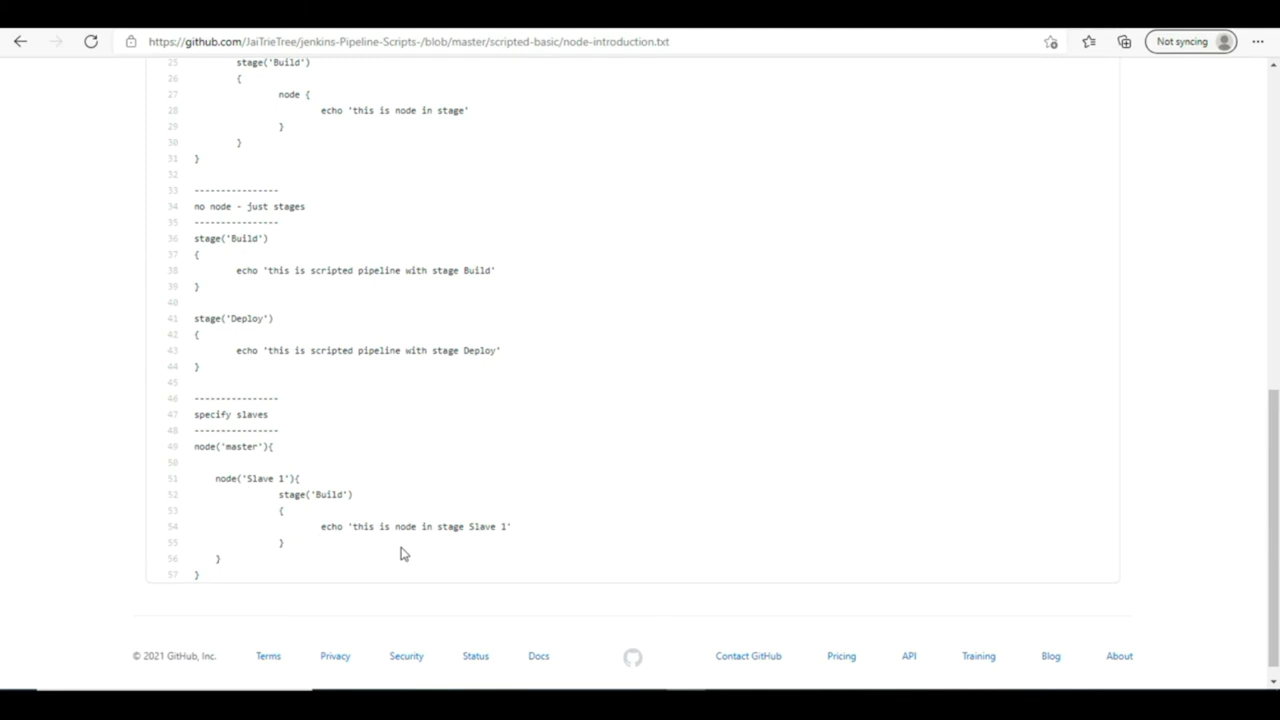 https://github.com/JaiTrieTree/jenkins-Pipeline-Scripts-/blob/master/scripted-basic/node-introduction.txt
Not syncing
25 stage('Build')
26 {
27 node {
28 echo 'this is node in stage'
29 }
30 }
31 }
32
33 ----------------
34 no node - just stages
35 ----------------
36 stage('Build')
37 {
38 echo 'this is scripted pipeline with stage Build'
39 }
40
41 stage('Deploy')
42 {
43 echo 'this is scripted pipeline with stage Deploy'
44 }
45
46 ----------------
47 specify slaves
48 ----------------
49 node('master'){
50
51 node('Slave 1'){
52 stage('Build')
53 {
54 echo 'this is node in stage Slave 1'
55 }
56 }
57 }
© 2021 GitHub, Inc. Terms Privacy Security Status Docs Contact GitHub Pricing API Training Blog About